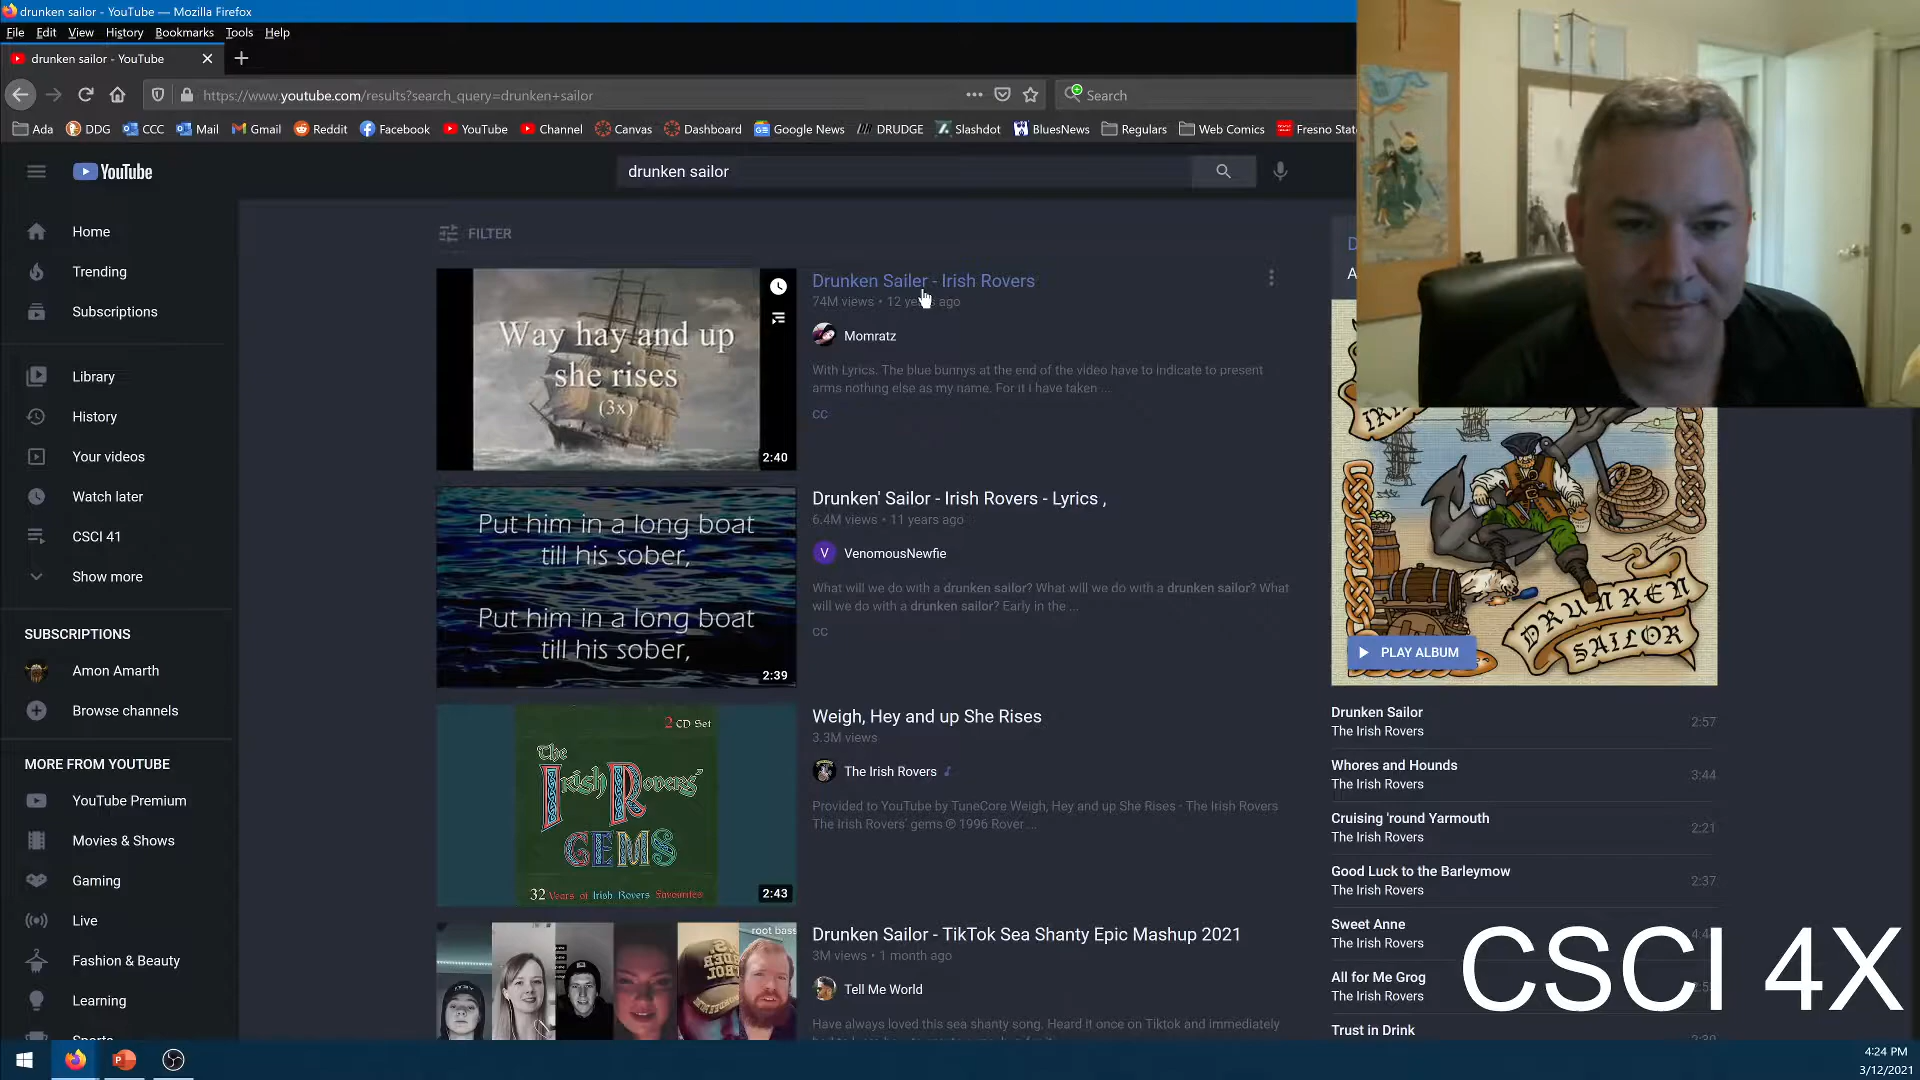 drunken sailor - YouTube — Mozilla Firefox
File Edit View History Bookmarks Tools Help
drunken sailor - YouTube
https://www.youtube.com/results?search_query=drunken+sailor
Search
Ada DDG CCC Mail Gmail Reddit Facebook YouTube Channel Canvas Dashboard Google News DRUDGE Slashdot BluesNews Regulars Web Comics Fresno Stat
YouTube
drunken sailor
Home
Trending
Subscriptions
Library
History
Your videos
Watch later
CSCI 41
Show more
SUBSCRIPTIONS
Amon Amarth
Browse channels
MORE FROM YOUTUBE
YouTube Premium
Movies & Shows
Gaming
Live
Fashion & Beauty
Learning
Sports
FILTER
Way hay and up
she rises
(3x)
2:40
Drunken Sailer - Irish Rovers
74M views • 12 years ago
Momratz
With Lyrics. The blue bunnys at the end of the video have to indicate to present
arms nothing else as my name. For it I have taken ...
CC
Put him in a long boat
till his sober,
Put him in a long boat
till his sober,
2:39
Drunken' Sailor - Irish Rovers - Lyrics ,
6.4M views • 11 years ago
V
VenomousNewfie
What will we do with a drunken sailor? What will we do with a drunken sailor? What
will we do with a drunken sailor? Early in the ...
CC
2 CD Set
The
Irish Rovers'
GEMS
32 Years of Irish Rovers Favourites
2:43
Weigh, Hey and up She Rises
3.3M views
The Irish Rovers
Provided to YouTube by TuneCore Weigh, Hey and up She Rises - The Irish Rovers
The Irish Rovers' gems ℗ 1996 Rover ...
root bass
Drunken Sailor - TikTok Sea Shanty Epic Mashup 2021
3M views • 1 month ago
Tell Me World
Have always loved this sea shanty song. Heard it once on Tiktok and immediately
D
A
DRUNKEN
SAILOR
PLAY ALBUM
Drunken Sailor
The Irish Rovers
2:57
Whores and Hounds
The Irish Rovers
3:44
Cruising 'round Yarmouth
The Irish Rovers
2:21
Good Luck to the Barleymow
The Irish Rovers
2:37
Sweet Anne
The Irish Rovers
All for Me Grog
The Irish Rovers
Trust in Drink
CSCI 4X
4:24 PM
3/12/2021